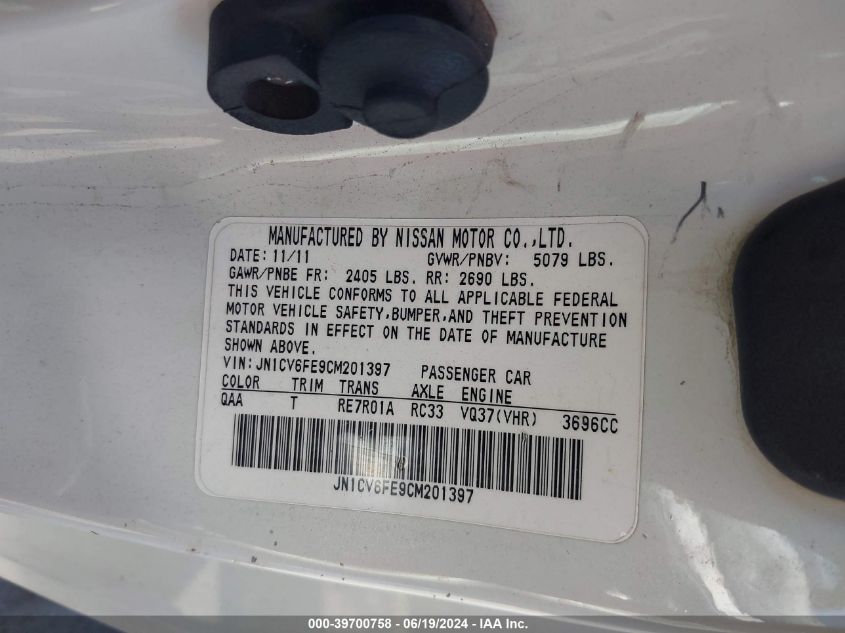 MANUFACTURED BY NISSAN MOTOR CO.,LTD.
DATE: 11/11 GVWR/PNBV: 5079 LBS.
GAWR/PNBE FR: 2405 LBS. RR: 2690 LBS.
THIS VEHICLE CONFORMS TO ALL APPLICABLE FEDERAL
MOTOR VEHICLE SAFETY,BUMPER,AND THEFT PREVENTION
STANDARDS IN EFFECT ON THE DATE OF MANUFACTURE
SHOWN ABOVE.
VIN:JN1CV6FE9CM201397 PASSENGER CAR
COLOR TRIM TRANS AXLE ENGINE
QAA T RE7R01A RC33 VQ37(VHR) 3696CC
JN1CV6FE9CM201397
000-39700758 - 06/19/2024 - IAA Inc.